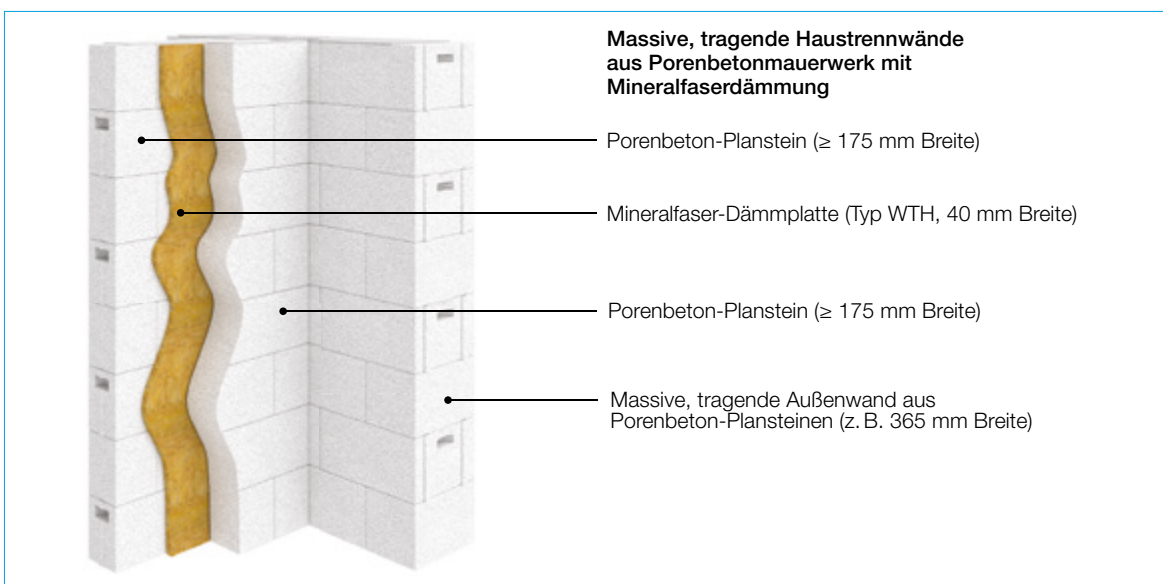 Massive, tragende Haustrennwände
aus Porenbetonmauerwerk mit
Mineralfaserdämmung
Porenbeton-Planstein (≥ 175 mm Breite)
Mineralfaser-Dämmplatte (Typ WTH, 40 mm Breite)
Porenbeton-Planstein (≥ 175 mm Breite)
Massive, tragende Außenwand aus
Porenbeton-Plansteinen (z. B. 365 mm Breite)